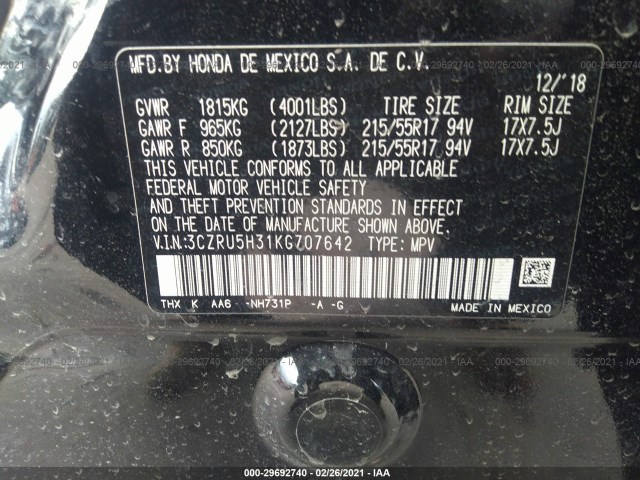 MFD.BY HONDA DE MEXICO S.A. DE C.V.
12/'18
GVWR 1815KG (4001LBS) TIRE SIZE RIM SIZE
GAWR F 965KG (2127LBS) 215/55R17 94V 17X7.5J
GAWR R 850KG (1873LBS) 215/55R17 94V 17X7.5J
THIS VEHICLE CONFORMS TO ALL APPLICABLE
FEDERAL MOTOR VEHICLE SAFETY
AND THEFT PREVENTION STANDARDS IN EFFECT
ON THE DATE OF MANUFACTURE SHOWN ABOVE.
V.I.N:3CZRU5H31KG707642 TYPE: MPV
THX K AA6 -NH731P -A -G MADE IN MEXICO
000-29692740 - 02/26/2021 - IAA